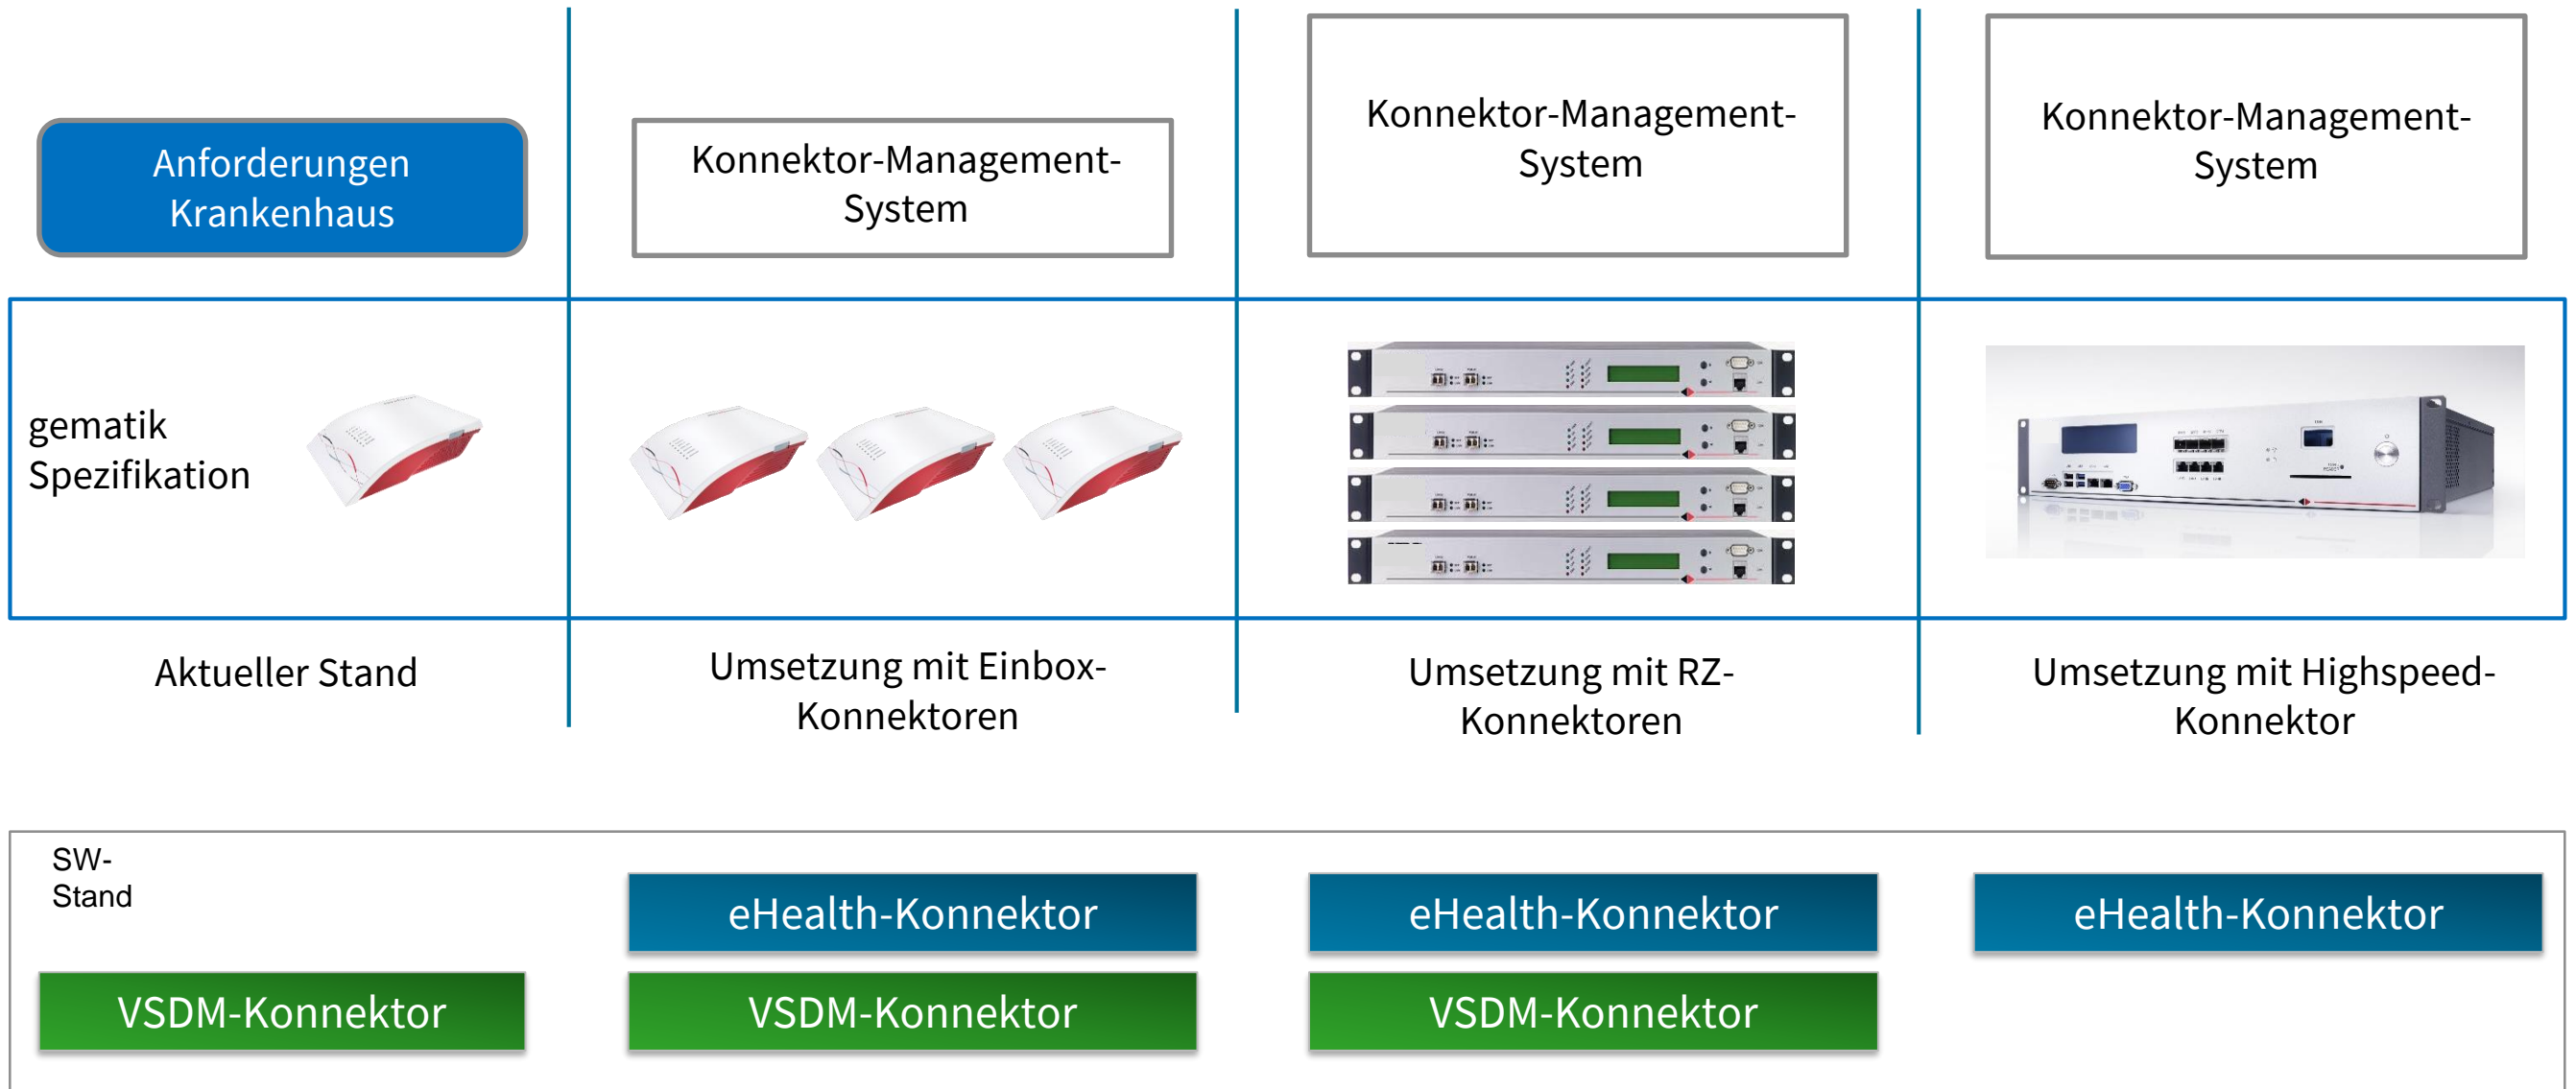 Anforderungen
Krankenhaus
Konnektor-Management-
System
Konnektor-Management-
System
Konnektor-Management-
System
gematik
Spezifikation
Aktueller Stand
Umsetzung mit Einbox-
Konnektoren
Umsetzung mit RZ-
Konnektoren
Umsetzung mit Highspeed-
Konnektor
SW-
Stand
eHealth-Konnektor
eHealth-Konnektor
eHealth-Konnektor
VSDM-Konnektor
VSDM-Konnektor
VSDM-Konnektor